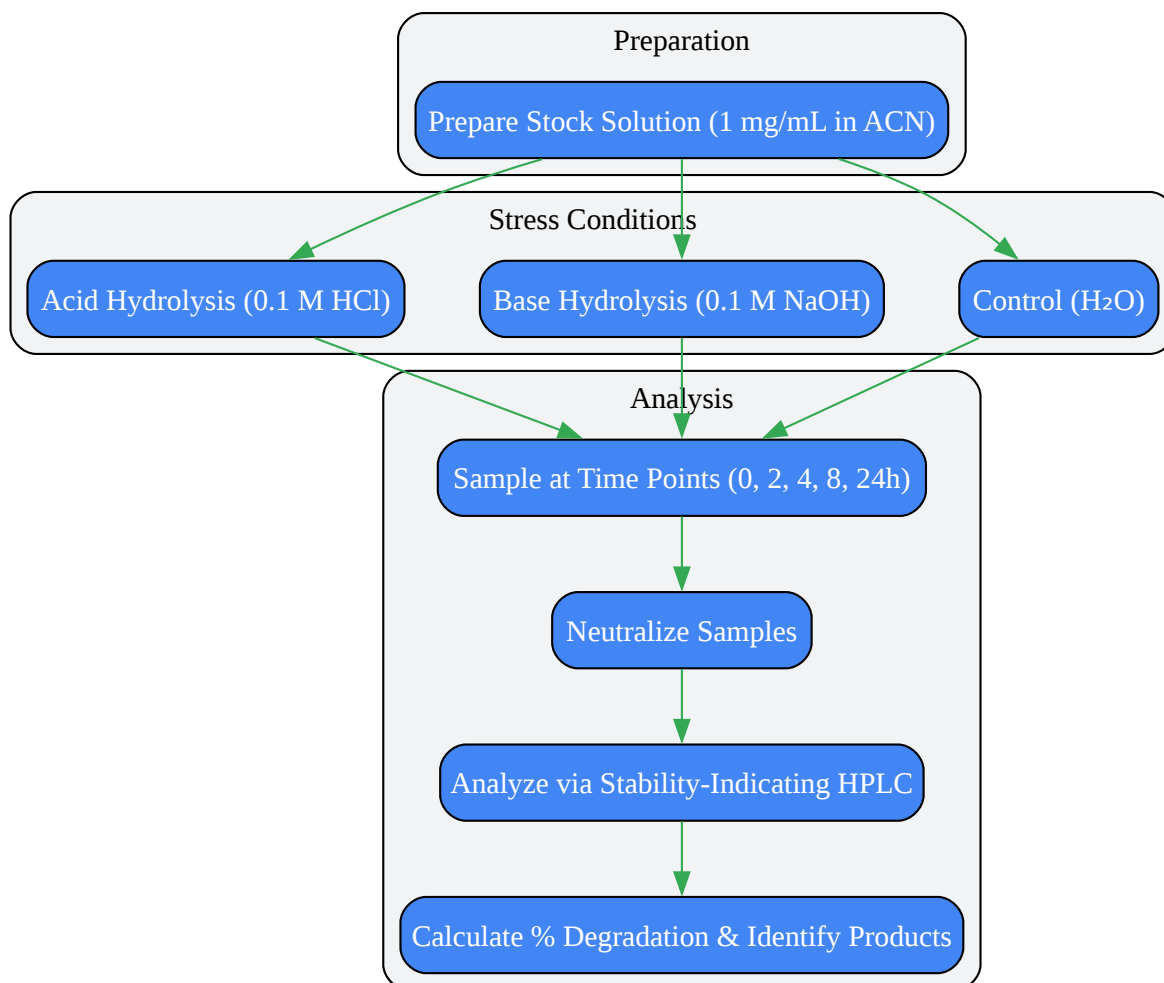 Preparation
Prepare Stock Solution (1 mg/mL in ACN)
Stress Conditions
Acid Hydrolysis (0.1 M HCl)
Base Hydrolysis (0.1 M NaOH)
Control (H₂O)
Analysis
Sample at Time Points (0, 2, 4, 8, 24h)
Neutralize Samples
Analyze via Stability-Indicating HPLC
Calculate % Degradation & Identify Products